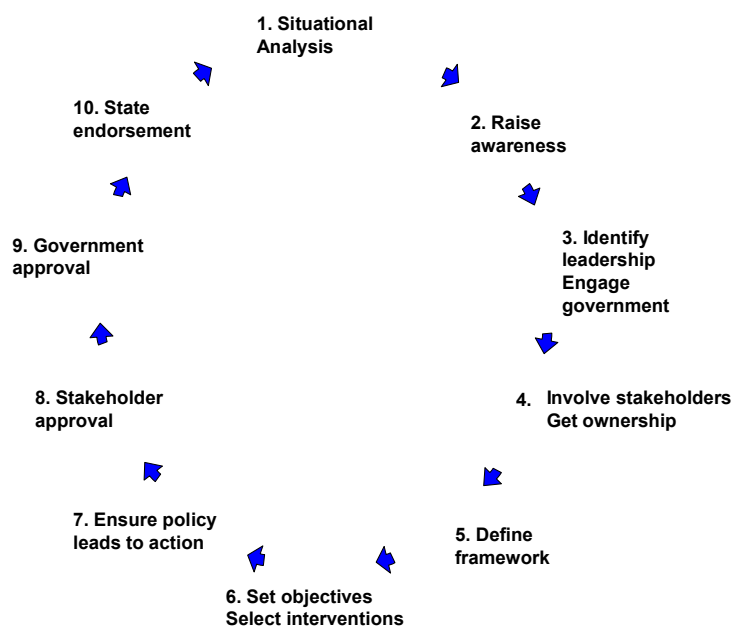 1. Situational
Analysis
2. Raise
awareness
3. Identify
leadership
Engage
government
4. Involve stakeholders
Get ownership
5. Define
framework
6. Set objectives
Select interventions
7. Ensure policy
leads to action
8. Stakeholder
approval
9. Government
approval
10. State
endorsement